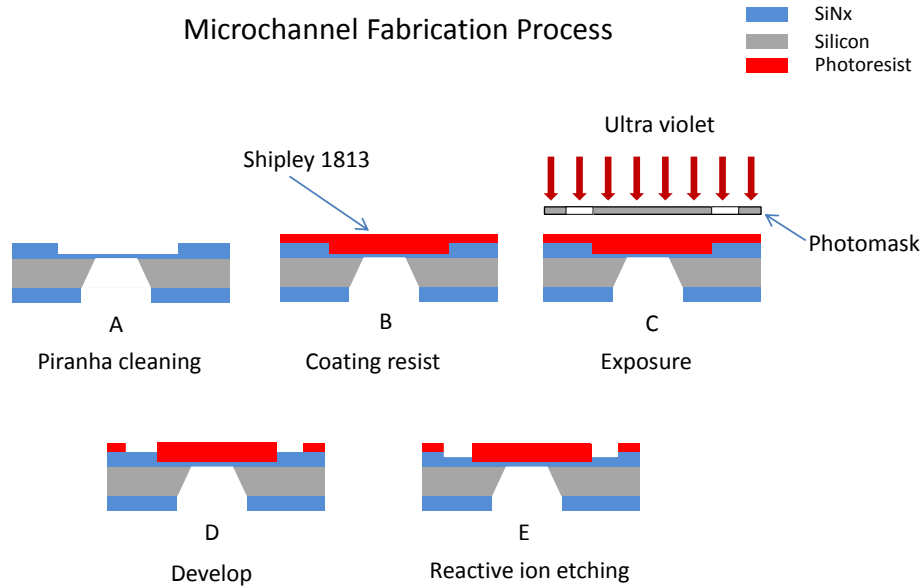 Microchannel Fabrication Process
SiNx
Silicon
Photoresist
Ultra violet
Shipley 1813
Photomask
A
B
C
Piranha cleaning
Coating resist
Exposure
D
E
Develop
Reactive ion etching